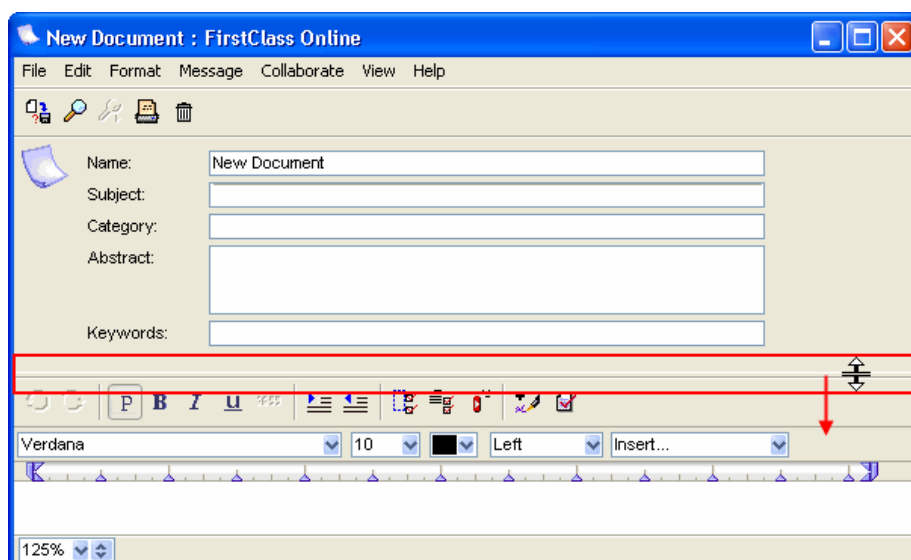 New Document : FirstClass Online
File Edit Format Message Collaborate View Help
Name: New Document
Subject:
Category:
Abstract:
Keywords:
P B I U
Verdana 10 Left Insert...
125%